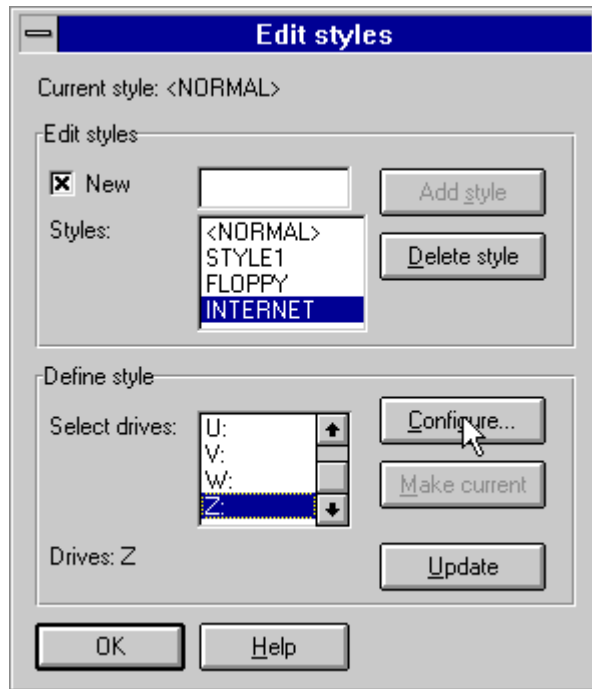 Edit styles
Current style: <NORMAL>
Edit styles
New
Add style
Styles:
<NORMAL>
STYLE1
FLOPPY
INTERNET
Delete style
Define style
Select drives:
U:
V:
W:
Z:
Configure...
Make current
Drives: Z
Update
OK
Help